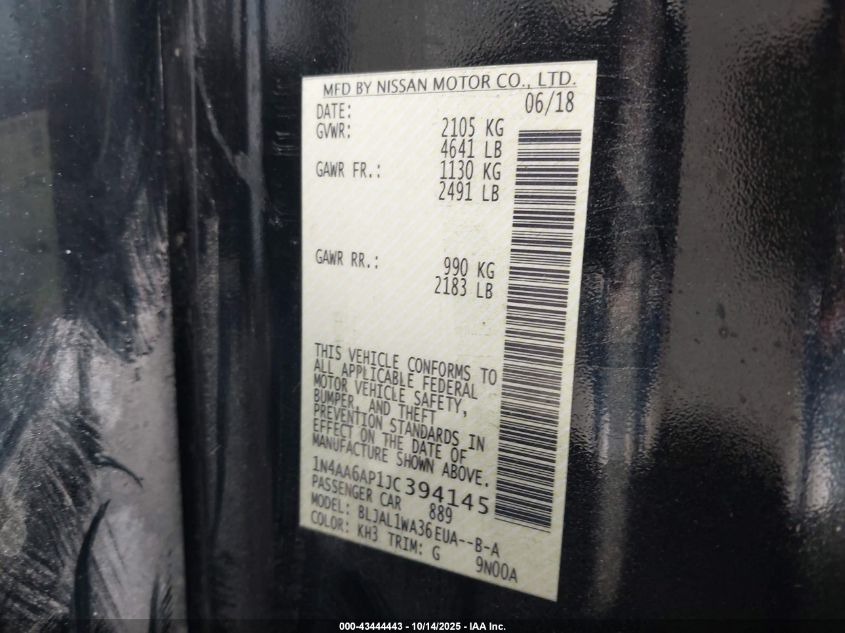 MFD BY NISSAN MOTOR CO., LTD.
DATE: 06/18
GVWR: 2105 KG
4641 LB
GAWR FR.: 1130 KG
2491 LB
GAWR RR.: 990 KG
2183 LB
THIS VEHICLE CONFORMS TO
ALL APPLICABLE FEDERAL
MOTOR VEHICLE SAFETY,
BUMPER, AND THEFT
PREVENTION STANDARDS IN
EFFECT ON THE DATE OF
MANUFACTURE SHOWN ABOVE.
1N4AA6AP1JC394145
PASSENGER CAR 889
MODEL: BLJAL1WA36EUA--B-A
COLOR: KH3 TRIM: G 9N00A
000-43444443 - 10/14/2025 - IAA Inc.